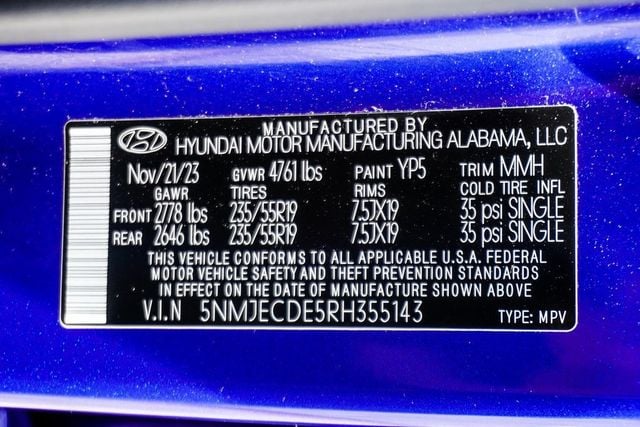 MANUFACTURED BY
HYUNDAI MOTOR MANUFACTURING ALABAMA, LLC
Nov/21/23 GVWR 4761 lbs PAINT YP5 TRIM MMH
GAWR TIRES RIMS COLD TIRE INFL
FRONT 2778 lbs 235/55R19 7.5JX19 35 psi SINGLE
REAR 2646 lbs 235/55R19 7.5JX19 35 psi SINGLE
THIS VEHICLE CONFORMS TO ALL APPLICABLE U.S.A. FEDERAL
MOTOR VEHICLE SAFETY AND THEFT PREVENTION STANDARDS
IN EFFECT ON THE DATE OF MANUFACTURE SHOWN ABOVE
V.I.N 5NMJECDE5RH355143 TYPE: MPV